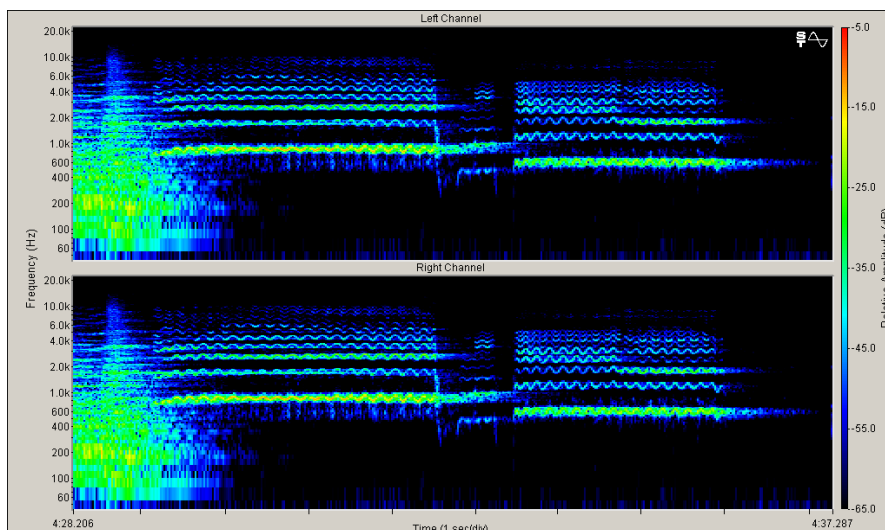 Left Channel
20.0k
10.0k
6.0k
4.0k
2.0k
1.0k
600
400
200
100
60
S
T
Right Channel
20.0k
10.0k
6.0k
4.0k
2.0k
1.0k
600
400
200
100
60
Frequency (Hz)
4:28.206
Time (1 sec/div)
4:37.287
-5.0
-15.0
-25.0
-35.0
-45.0
-55.0
-65.0
Relative Amplitude (dB)